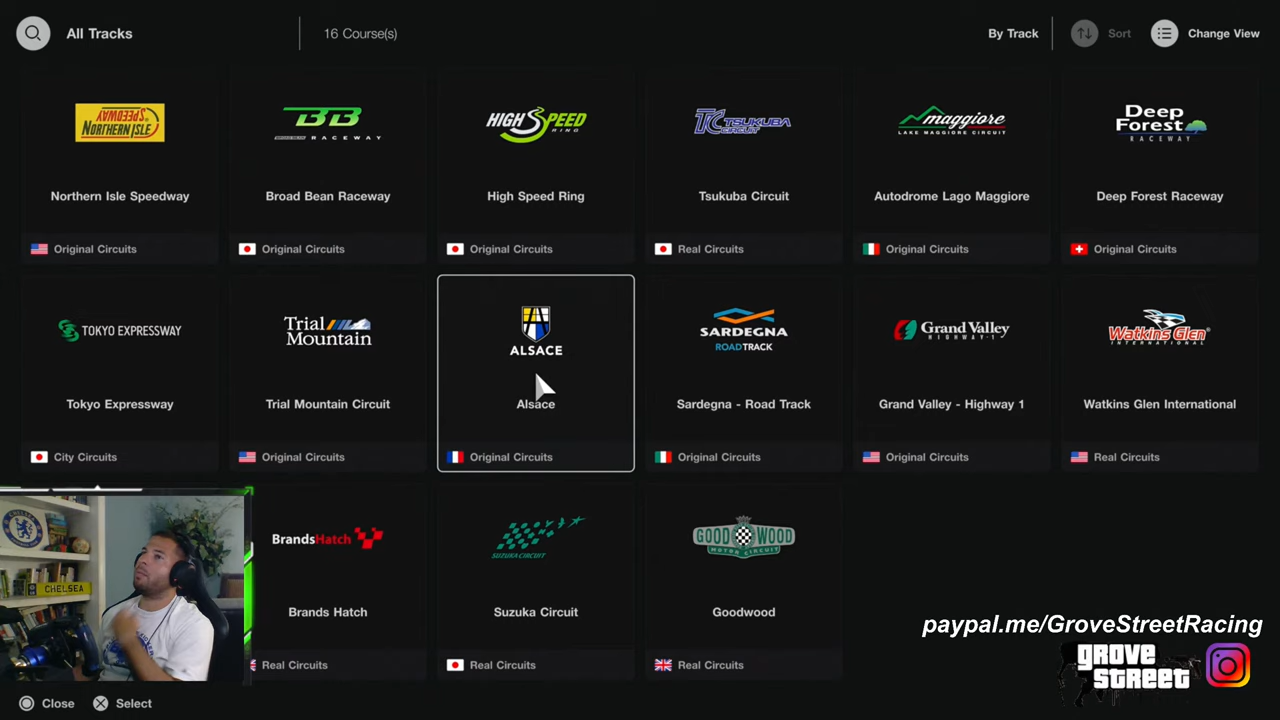 All Tracks
16 Course(s)
By Track
Sort
Change View
NORTHERN ISLE SPEEDWAY
BB RACEWAY
HIGH SPEED RING
TC TSUKUBA CIRCUIT
maggiore LAKE MAGGIORE CIRCUIT
Deep Forest RACEWAY
Northern Isle Speedway
Broad Bean Raceway
High Speed Ring
Tsukuba Circuit
Autodrome Lago Maggiore
Deep Forest Raceway
Original Circuits
Original Circuits
Original Circuits
Real Circuits
Original Circuits
Original Circuits
TOKYO EXPRESSWAY
Trial Mountain
ALSACE
SARDEGNA ROADTRACK
Grand Valley HIGHWAY-1
Watkins Glen INTERNATIONAL
Tokyo Expressway
Trial Mountain Circuit
Alsace
Sardegna - Road Track
Grand Valley - Highway 1
Watkins Glen International
City Circuits
Original Circuits
Original Circuits
Original Circuits
Original Circuits
Real Circuits
BrandsHatch
SUZUKA CIRCUIT
GOODWOOD MOTOR CIRCUIT
Brands Hatch
Suzuka Circuit
Goodwood
Real Circuits
Real Circuits
Real Circuits
CHELSEA
paypal.me/GroveStreetRacing
grove street
Close
Select